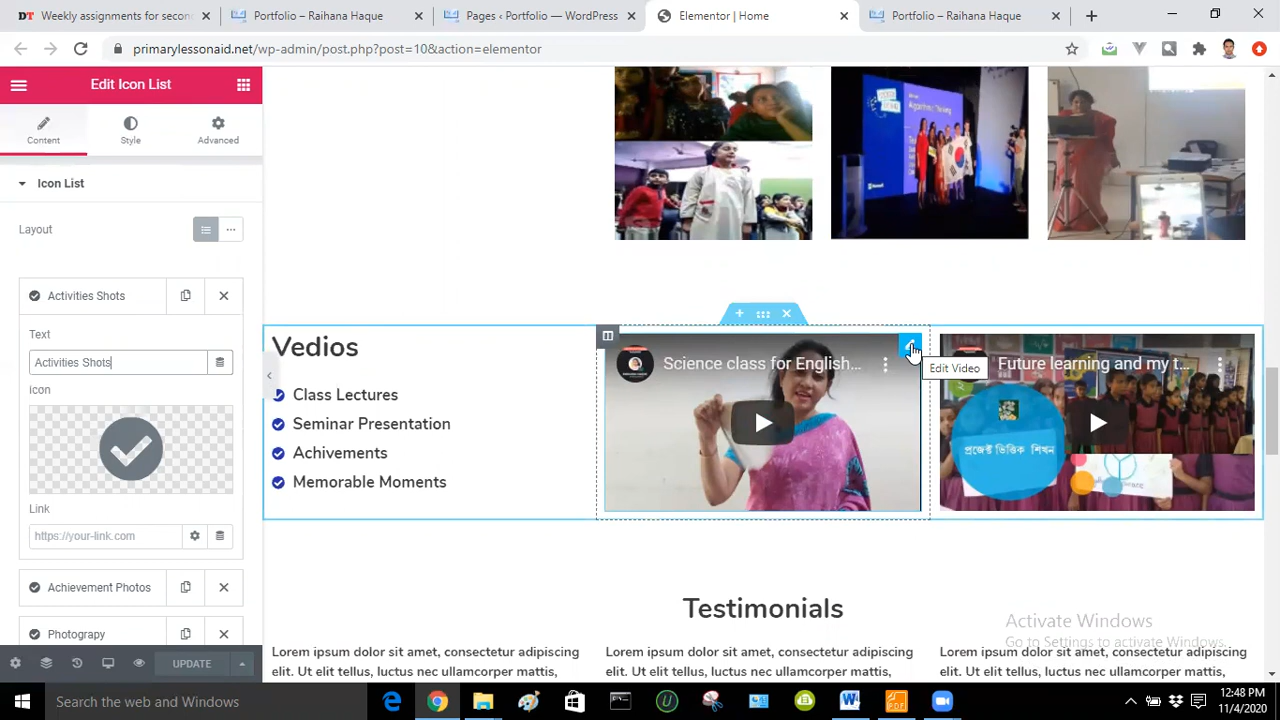 Weekly assignments for secon
Portfolio – Raihana Haque
Pages ‹ Portfolio — WordPress
Elementor | Home
Portfolio – Raihana Haque
primarylessonaid.net/wp-admin/post.php?post=10&action=elementor
Edit Icon List
Content
Style
Advanced
Icon List
Layout
Activities Shots
Text
Activities Shots
Icon
Link
https://your-link.com
Achievement Photos
Photograpy
UPDATE
Algorithmic Thinking
Vedios
Class Lectures
Seminar Presentation
Achivements
Memorable Moments
Science class for English...
Edit Video
Future learning and my t...
প্রজেক্ট ভিত্তিক শিখন
Testimonials
Lorem ipsum dolor sit amet, consectetur adipiscing
elit. Ut elit tellus, luctus nec ullamcorper mattis,
Lorem ipsum dolor sit amet, consectetur adipiscing
elit. Ut elit tellus, luctus nec ullamcorper mattis,
Lorem ipsum dolor sit amet, consectetur adipiscing
elit. Ut elit tellus, luctus nec ullamcorper mattis,
Activate Windows
Go to Settings to activate Windows.
Search the web and Windows
12:48 PM
11/4/2020